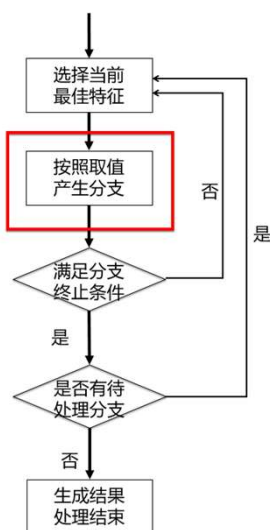 选择当前
最佳特征
按照取值
产生分支
否
是
满足分支
终止条件
是
是否有待
处理分支
否
生成结果
处理结束